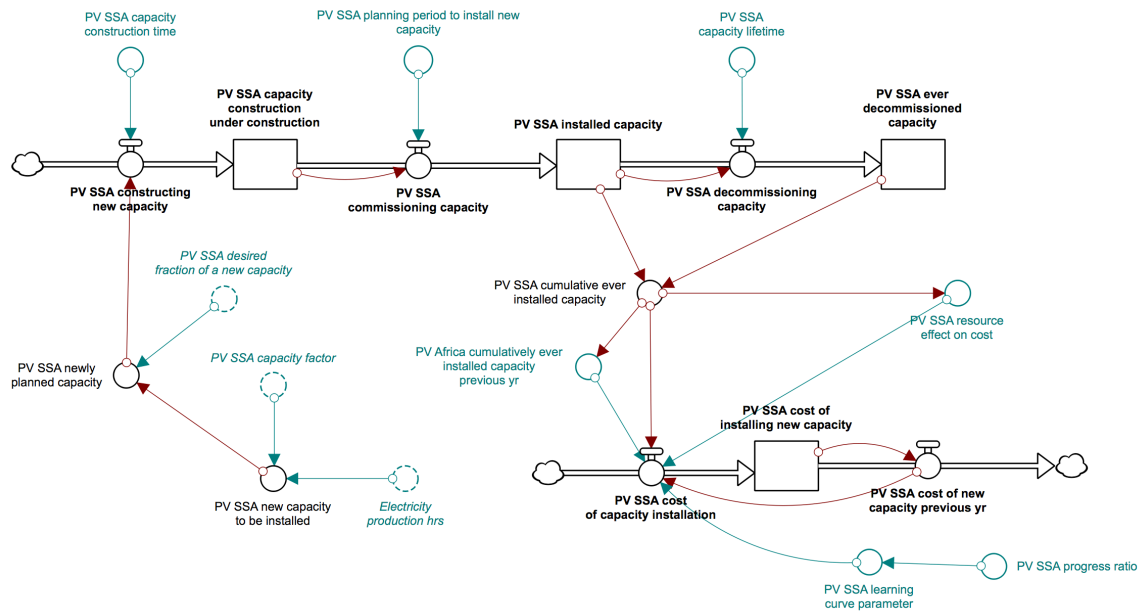 PV SSA capacity
construction time
PV SSA planning period to install new
capacity
PV SSA
capacity lifetime
PV SSA capacity
construction
under construction
PV SSA installed capacity
PV SSA ever
decommissioned
capacity
PV SSA constructing
new capacity
PV SSA
commissioning capacity
PV SSA decommissioning
capacity
PV SSA desired
fraction of a new capacity
PV SSA cumulative ever
installed capacity
PV SSA resource
effect on cost
PV SSA newly
planned capacity
PV SSA capacity factor
PV Africa cumulatively ever
installed capacity
previous yr
PV SSA cost of
installing new capacity
PV SSA new capacity
to be installed
Electricity
production hrs
PV SSA cost
of capacity installation
PV SSA cost of new
capacity previous yr
PV SSA learning
curve parameter
PV SSA progress ratio